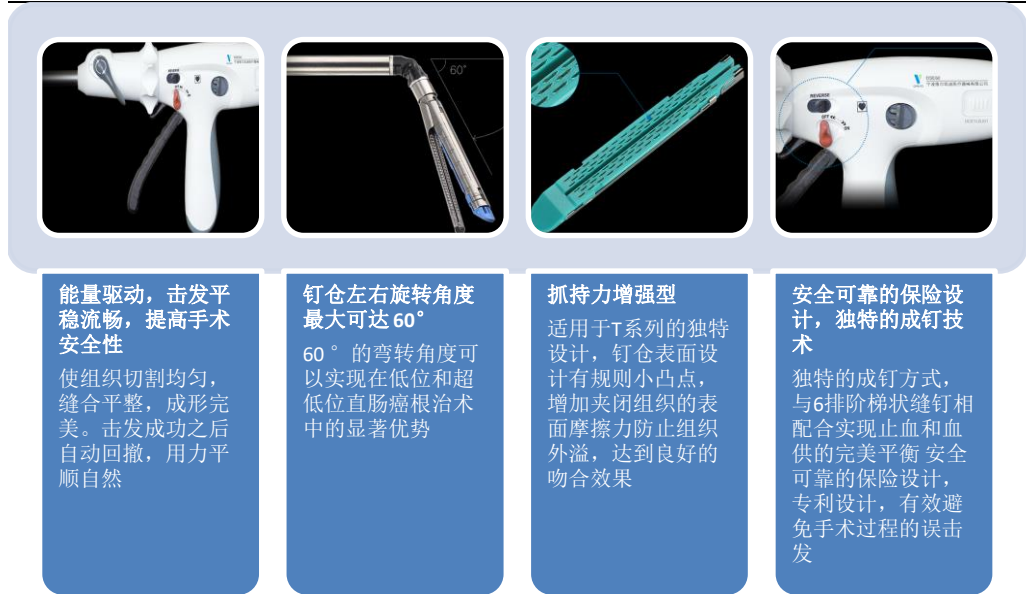 60°
REVERSE
能量驱动，击发平
稳流畅，提高手术
安全性
使组织切割均匀，
缝合平整，成形完
美。击发成功之后
自动回撤，用力平
顺自然
钉仓左右旋转角度
最大可达 60°
60 °的弯转角度可
以实现在低位和超
低位直肠癌根治术
中的显著优势
抓持力增强型
适用于T系列的独特
设计，钉仓表面设
计有规则小凸点，
增加夹闭组织的表
面摩擦力防止组织
外溢，达到良好的
吻合效果
安全可靠的保险设
计，独特的成钉技
术
独特的成钉方式，
与6排阶梯状缝钉相
配合实现止血和血
供的完美平衡 安全
可靠的保险设计，
专利设计，有效避
免手术过程的误击
发